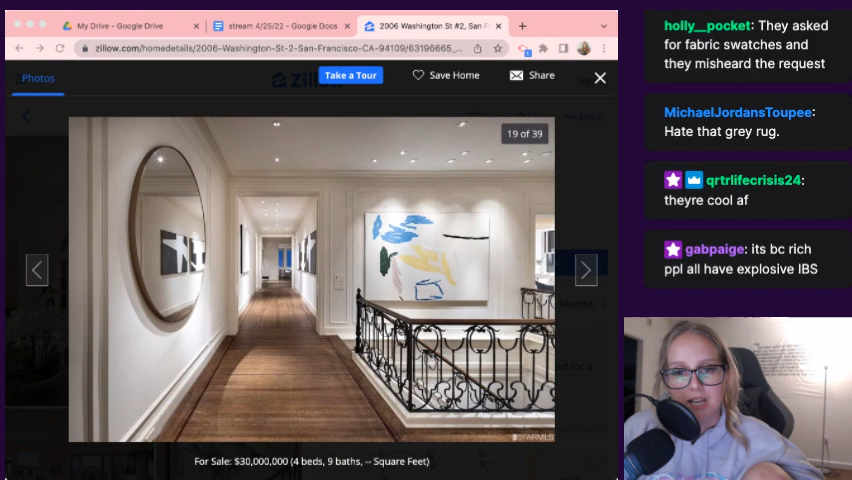 My Drive - Google Drive
stream 4/25/22 - Google Docs
2006 Washington St #2, San F
zillow.com/homedetails/2006-Washington-St-2-San-Francisco-CA-94109/63196665_...
Photos
Zillow
Take a Tour
Save Home
Share
More
19 of 39
For Sale: $30,000,000 (4 beds, 9 baths, -- Square Feet)
holly__pocket: They asked
for fabric swatches and
they misheard the request
MichaelJordansToupee:
Hate that grey rug.
qrtrlifecrisis24:
theyre cool af
gabpaige: its bc rich
ppl all have explosive IBS